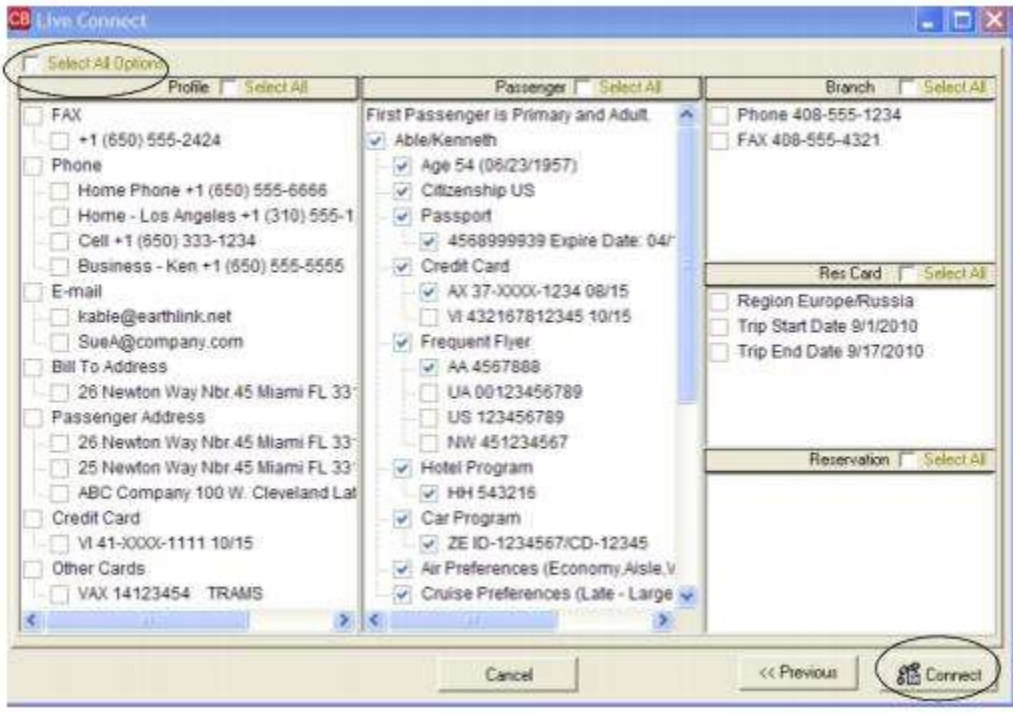 CB Live Connect
Select All Options
Profile Select All
FAX
+1 (650) 555-2424
Phone
Home Phone +1 (650) 555-6666
Home - Los Angeles +1 (310) 555-1
Cell +1 (650) 333-1234
Business - Ken +1 (650) 555-5555
E-mail
kable@earthlink.net
SueA@company.com
Bill To Address
26 Newton Way Nbr.45 Miami FL 331
Passenger Address
26 Newton Way Nbr.45 Miami FL 331
25 Newton Way Nbr.45 Miami FL 331
ABC Company 100 W. Cleveland Lat
Credit Card
VI 41-XXXX-1111 10/15
Other Cards
VAX 14123454 TRAMS
Passenger Select All
First Passenger is Primary and Adult.
Able/Kenneth
Age 54 (06/23/1957)
Citizenship US
Passport
4568999939 Expire Date: 04/
Credit Card
AX 37-XXXX-1234 08/15
VI 432167812345 10/15
Frequent Flyer
AA 4567888
UA 00123456789
US 123456789
NW 451234567
Hotel Program
HH 543216
Car Program
ZE ID-1234567/CD-12345
Air Preferences (Economy,Aisle,V
Cruise Preferences (Late - Large
Branch Select All
Phone 408-555-1234
FAX 408-555-4321
Res Card Select All
Region Europe/Russia
Trip Start Date 9/1/2010
Trip End Date 9/17/2010
Reservation Select All
Cancel
<< Previous
Connect